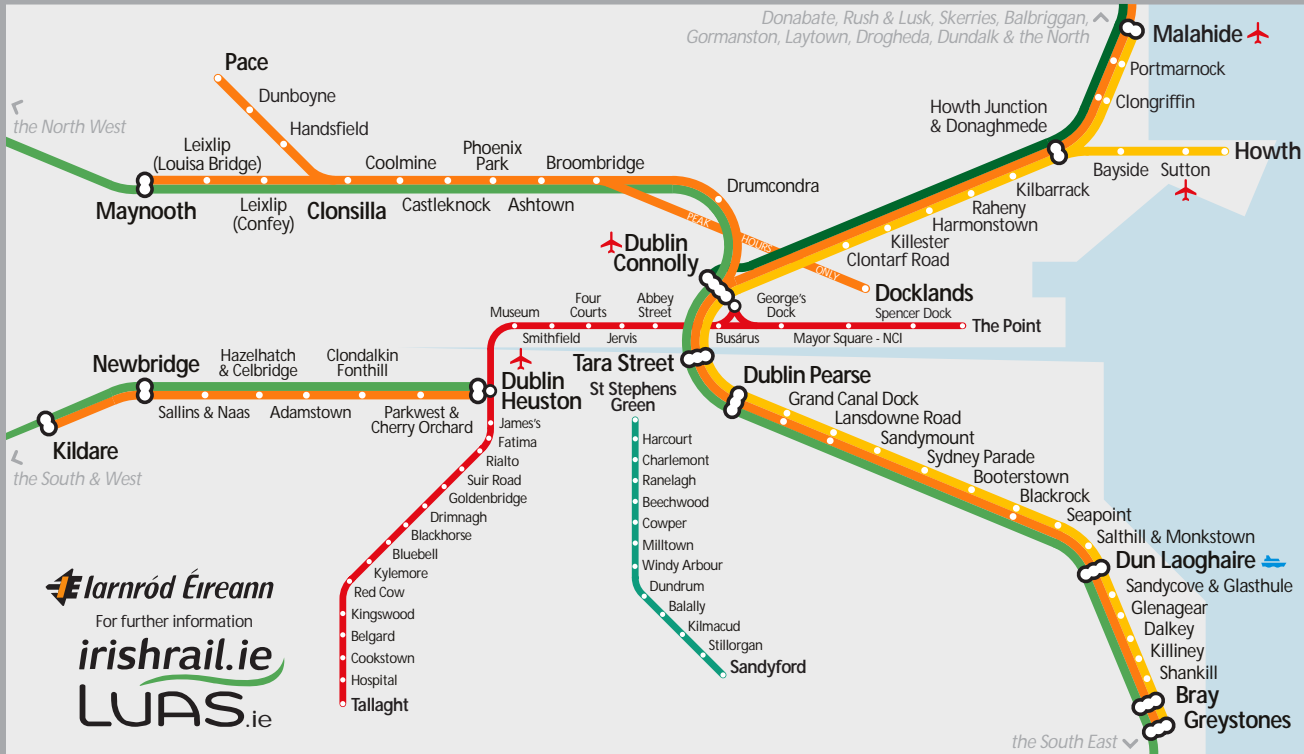 Donabate, Rush & Lusk, Skerries, Balbriggan,
Gormanston, Laytown, Drogheda, Dundalk & the North
Malahide
Portmarnock
Clongriffin
Howth Junction
& Donaghmede
Howth
Bayside
Sutton
Kilbarrack
Raheny
Harmonstown
Killester
Clontarf Road
Pace
Dunboyne
Handsfield
the North West
Leixlip
(Louisa Bridge)
Maynooth
Leixlip
(Confey)
Clonsilla
Coolmine
Castleknock
Phoenix
Park
Ashtown
Broombridge
Drumcondra
PEAK
HOURS
ONLY
Docklands
Dublin
Connolly
Museum
Smithfield
Four
Courts
Jervis
Abbey
Street
Busárus
George's
Dock
Mayor Square - NCI
Spencer Dock
The Point
Newbridge
Hazelhatch
& Celbridge
Clondalkin
Fonthill
Sallins & Naas
Adamstown
Parkwest &
Cherry Orchard
Kildare
the South & West
Dublin
Heuston
Tara Street
Dublin Pearse
Grand Canal Dock
Lansdowne Road
Sandymount
Sydney Parade
Booterstown
Blackrock
Seapoint
Salthill & Monkstown
Dun Laoghaire
Sandycove & Glasthule
Glenagear
Dalkey
Killiney
Shankill
Bray
Greystones
the South East
James's
Fatima
Rialto
Suir Road
Goldenbridge
Drimnagh
Blackhorse
Bluebell
Kylemore
Red Cow
Kingswood
Belgard
Cookstown
Hospital
Tallaght
St Stephens
Green
Harcourt
Charlemont
Ranelagh
Beechwood
Cowper
Milltown
Windy Arbour
Dundrum
Balally
Kilmacud
Stillorgan
Sandyford
Iarnród Éireann
For further information
irishrail.ie
LUAS.ie